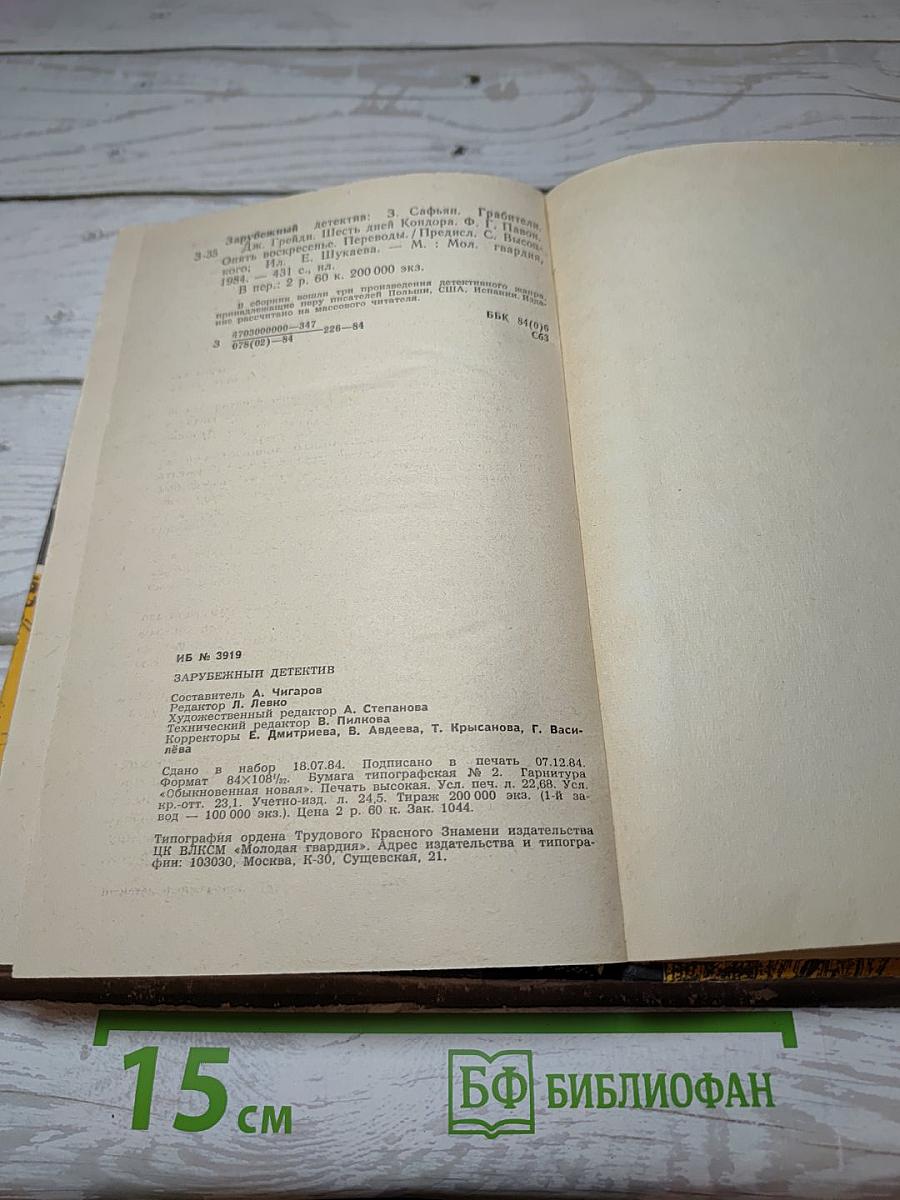 Зарубежный детектив: З. Сафьян. Грабители.
З-35 Дж. Грейди. Шесть дней Кондора. Ф. Г. Павон.
Опять воскресенье. Переводы. / Предисл. С. Высоц-
кого; Ил. Е. Шукаева. — М. : Мол. гвардия,
1984. — 431 с., ил.
В пер.: 2 р. 60 к. 200 000 экз.
В сборник вошли три произведения детективного жанра,
принадлежащие перу писателей Польши, США, Испании. Изда-
ние рассчитано на массового читателя.
З 4703000000—347
078(02)—84
226—84
ББК 84(0)6
С63
ИБ № 3919
ЗАРУБЕЖНЫЙ ДЕТЕКТИВ
Составитель А. Чигаров
Редактор Л. Левко
Художественный редактор А. Степанова
Технический редактор В. Пилкова
Корректоры Е. Дмитриева, В. Авдеева, Т. Крысанова, Г. Васи-
лёва
Сдано в набор 18.07.84. Подписано в печать 07.12.84.
Формат 84×108 1/32. Бумага типографская № 2. Гарнитура
«Обыкновенная новая». Печать высокая. Усл. печ. л. 22,68. Усл.
кр.-отт. 23,1. Учетно-изд. л. 24,5. Тираж 200 000 экз. (1-й за-
вод — 100 000 экз.). Цена 2 р. 60 к. Зак. 1044.
Типография ордена Трудового Красного Знамени издательства
ЦК ВЛКСМ «Молодая гвардия». Адрес издательства и типогра-
фии: 103030, Москва, К-30, Сущевская, 21.
15 см
БФ БИБЛИОФАН